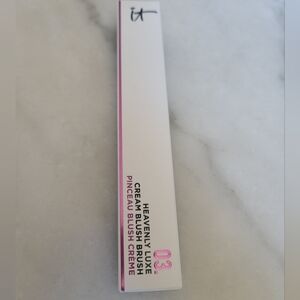 it
03.
HEAVENLY LUXE
CREAM BLUSH BRUSH
PINCEAU BLUSH CRÈME